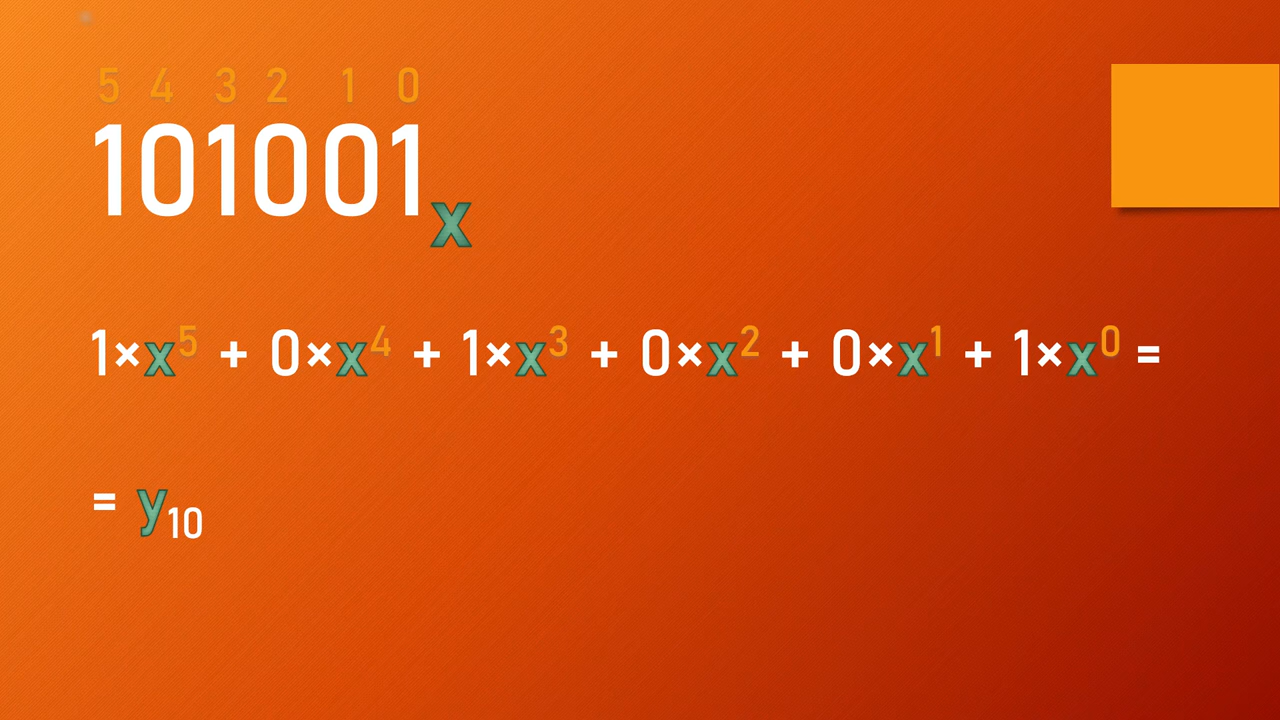 5 4 3 2 1 0
101001ₓ
1×x⁵ + 0×x⁴ + 1×x³ + 0×x² + 0×x¹ + 1×x⁰ =
= y₁₀